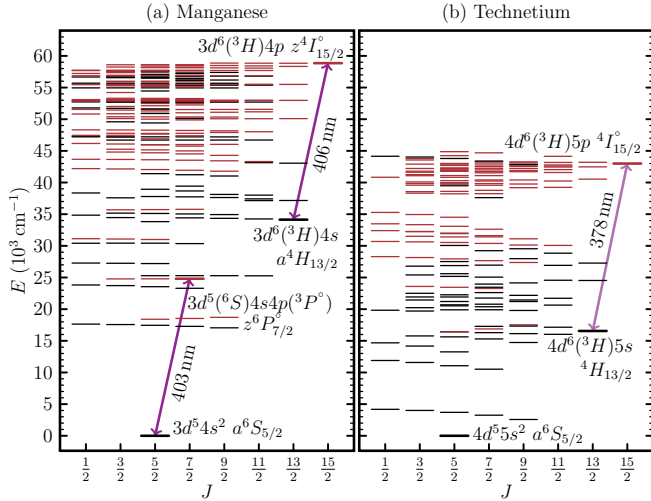 (a) Manganese
(b) Technetium
E (10³ cm⁻¹)
60
55
50
45
40
35
30
25
20
15
10
5
0
3d⁶(³H)4p z⁴I°₁₅/₂
406 nm
3d⁶(³H)4s
a⁴H₁₃/₂
3d⁵(⁶S)4s4p(³P°)
z⁶P°₇/₂
403 nm
3d⁵4s² a⁶S₅/₂
1/2 3/2 5/2 7/2 9/2 11/2 13/2 15/2
J
4d⁶(³H)5p ⁴I°₁₅/₂
378 nm
4d⁶(³H)5s
⁴H₁₃/₂
4d⁵5s² a⁶S₅/₂
1/2 3/2 5/2 7/2 9/2 11/2 13/2 15/2
J